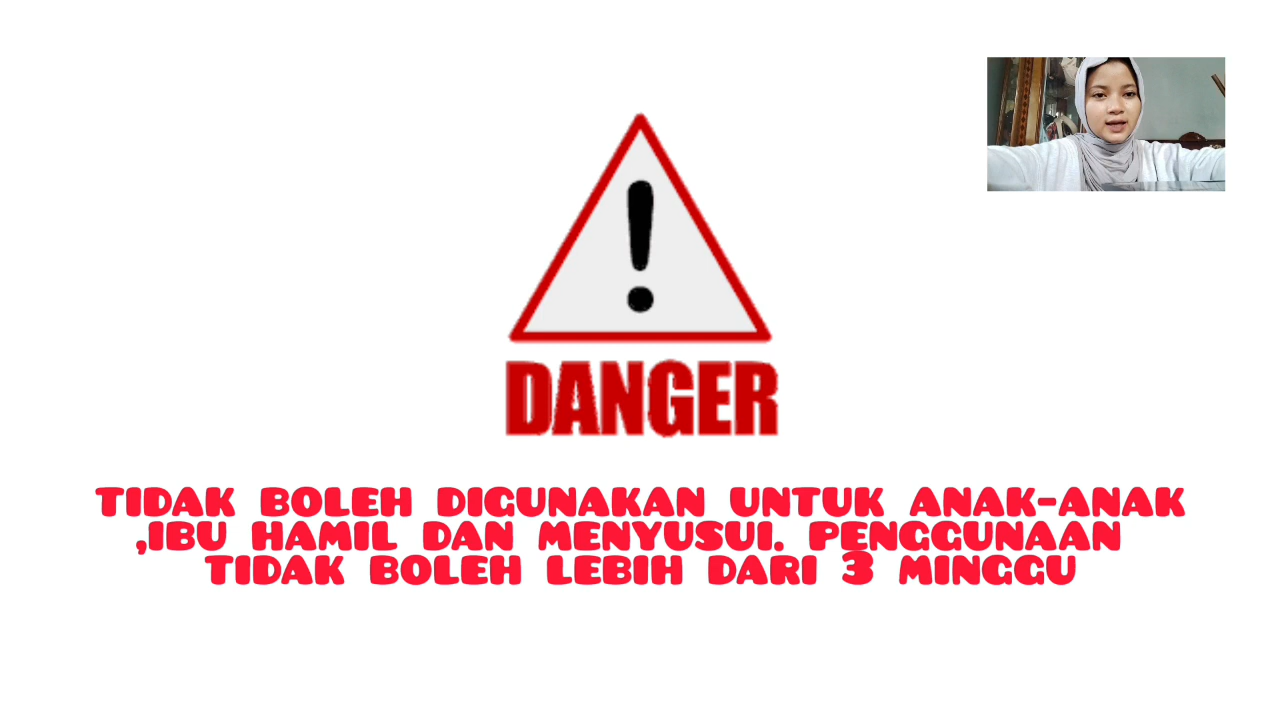 DANGER
TIDAK BOLEH DIGUNAKAN UNTUK ANAK-ANAK
,IBU HAMIL DAN MENYUSUI. PENGGUNAAN
TIDAK BOLEH LEBIH DARI 3 MINGGU